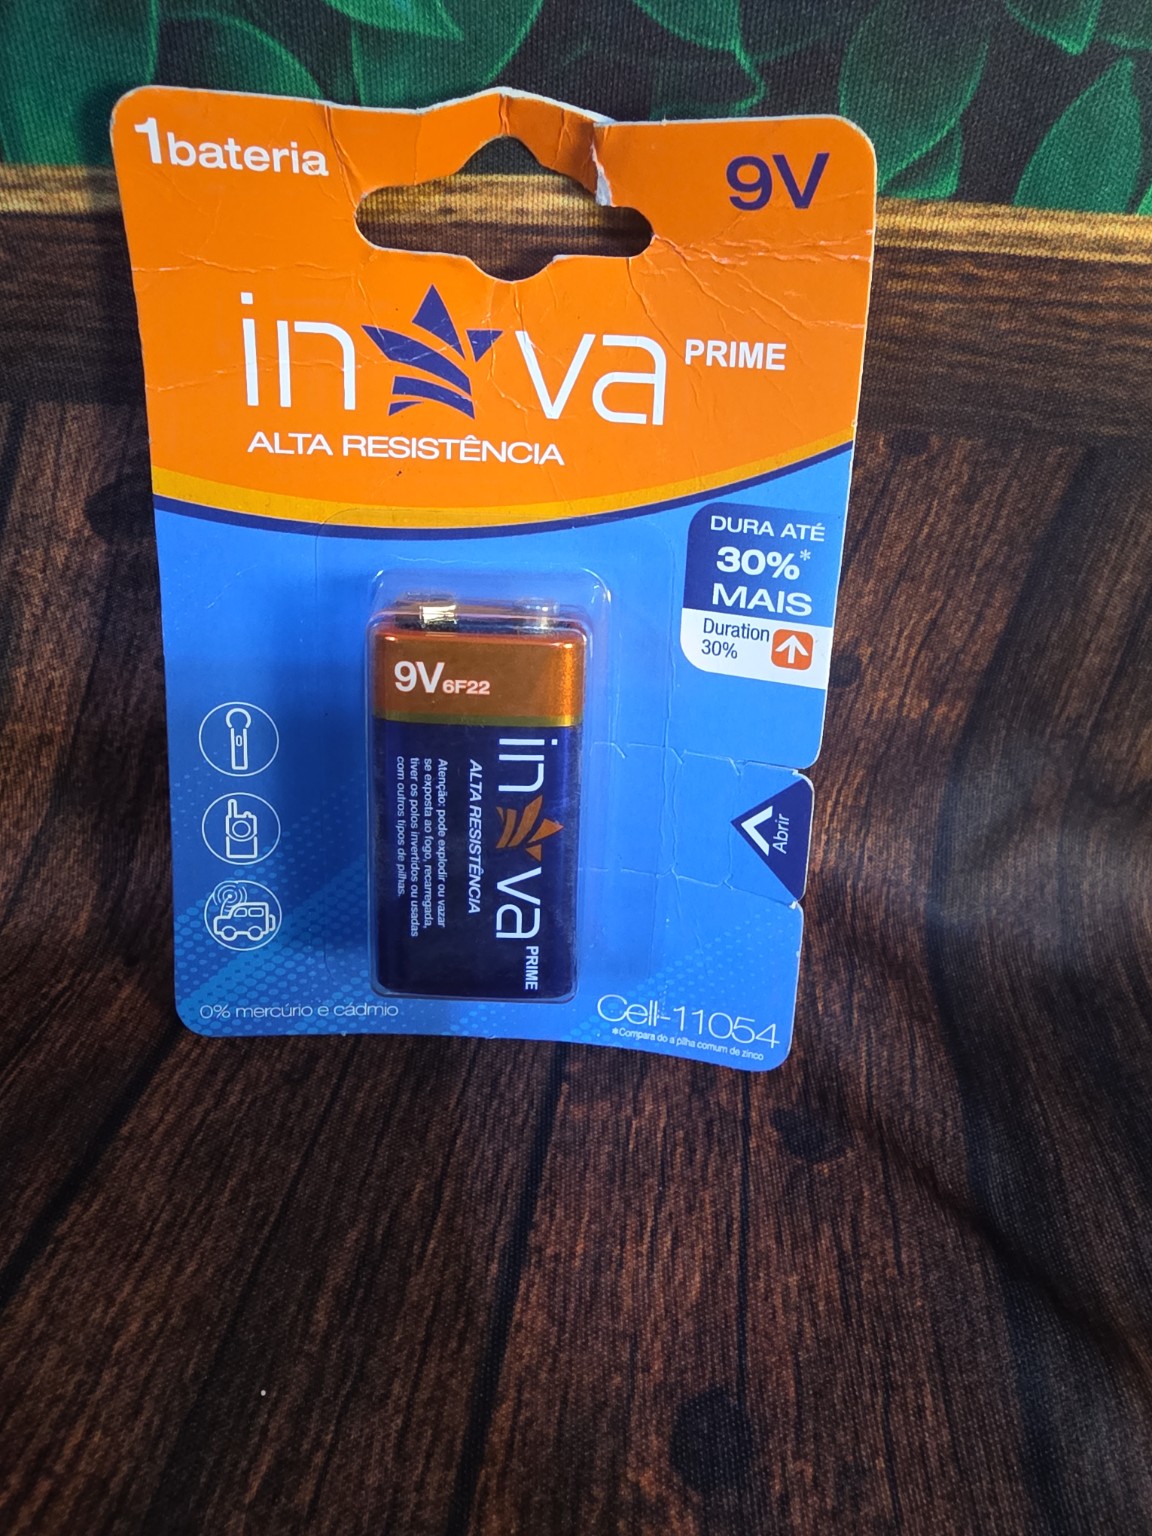 1bateria
9V
inova PRIME
ALTA RESISTÊNCIA
DURA ATÉ
30%*
MAIS
Duration
30%
9V 6F22
inova PRIME
ALTA RESISTÊNCIA
Atenção: pode explodir ou vazar
se exposta ao fogo, recarregada,
tiver os polos invertidos ou usadas
com outros tipos de pilhas.
Abrir
0% mercúrio e cádmio
Cell-11054
*Compara do a pilha comum de zinco